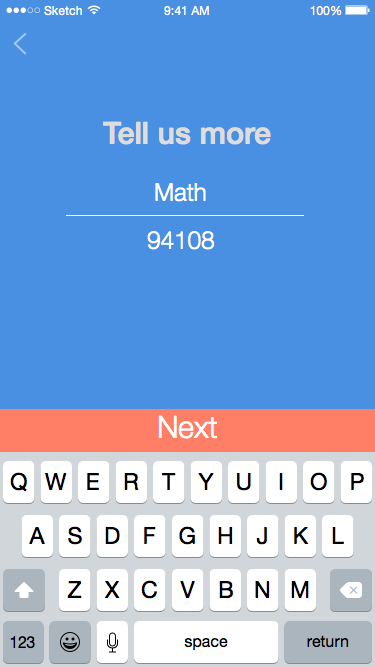 Sketch 9:41 AM 100%
Tell us more
Math
94108
Next
Q W E R T Y U I O P
A S D F G H J K L
Z X C V B N M
123 space return